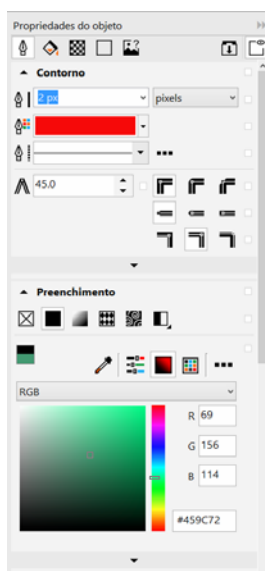 Propriedades do objeto
Contorno
2 px
pixels
45.0
Preenchimento
RGB
R 69
G 156
B 114
#459C72